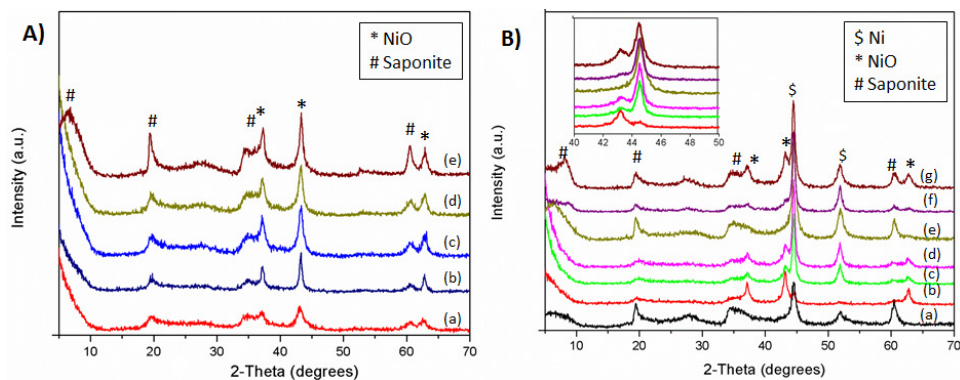 A)
* NiO
# Saponite
#
#
#
*
*
#
*
(e)
(d)
(c)
(b)
(a)
Intensity (a.u.)
10 20 30 40 50 60 70
2-Theta (degrees)
B)
$ Ni
* NiO
# Saponite
40 42 44 46 48 50
$
#
#
#
*
*
$
#
*
(g)
(f)
(e)
(d)
(c)
(b)
(a)
Intensity (a.u.)
10 20 30 40 50 60 70
2-Theta (degrees)